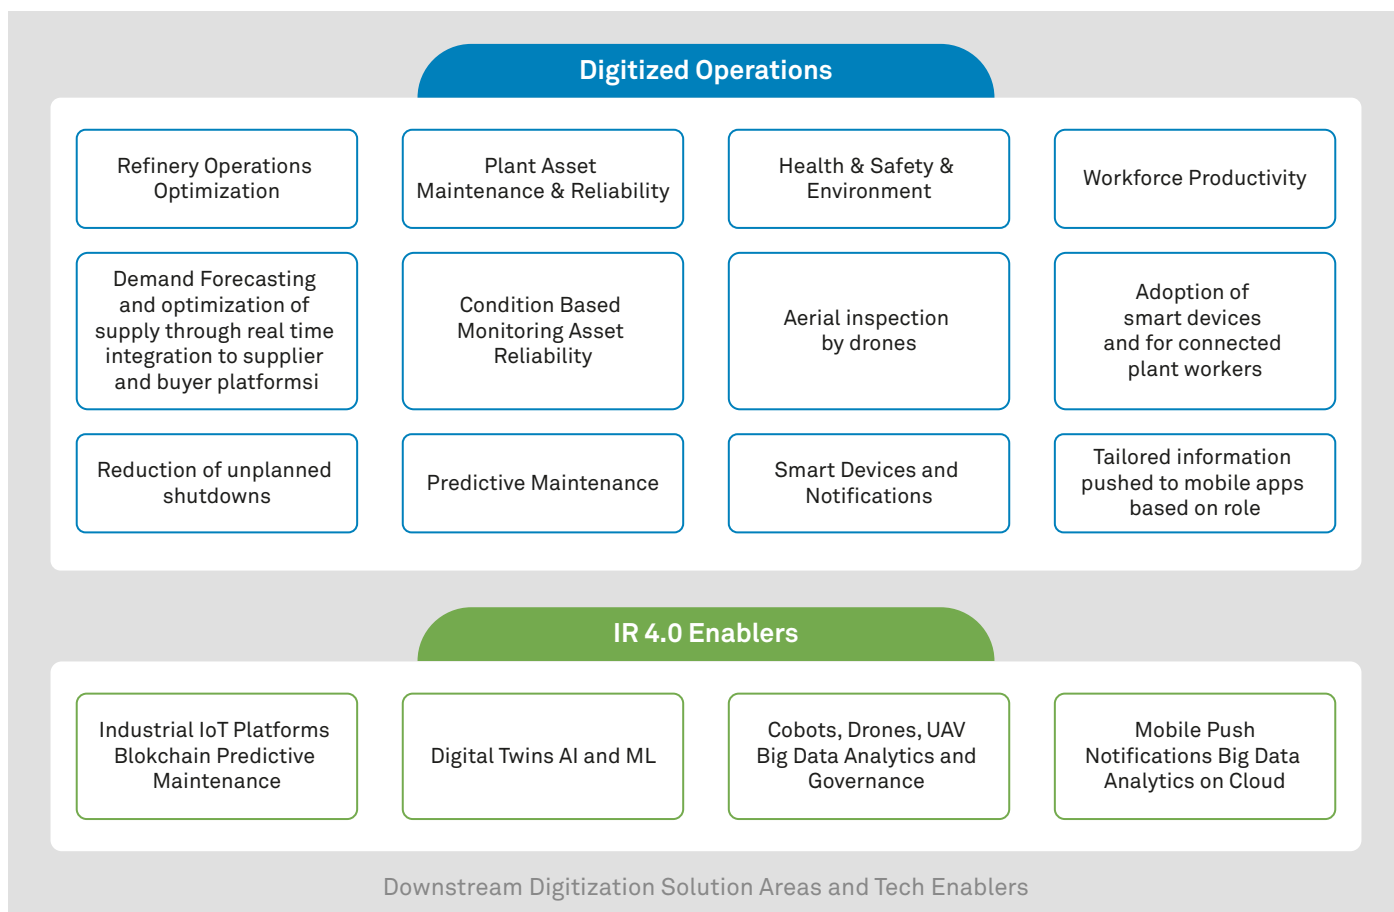 Digitized Operations
Refinery Operations
Optimization
Plant Asset
Maintenance & Reliability
Health & Safety &
Environment
Workforce Productivity
Demand Forecasting
and optimization of
supply through real time
integration to supplier
and buyer platformsi
Condition Based
Monitoring Asset
Reliability
Aerial inspection
by drones
Adoption of
smart devices
and for connected
plant workers
Reduction of unplanned
shutdowns
Predictive Maintenance
Smart Devices and
Notifications
Tailored information
pushed to mobile apps
based on role
IR 4.0 Enablers
Industrial IoT Platforms
Blokchain Predictive
Maintenance
Digital Twins AI and ML
Cobots, Drones, UAV
Big Data Analytics and
Governance
Mobile Push
Notifications Big Data
Analytics on Cloud
Downstream Digitization Solution Areas and Tech Enablers